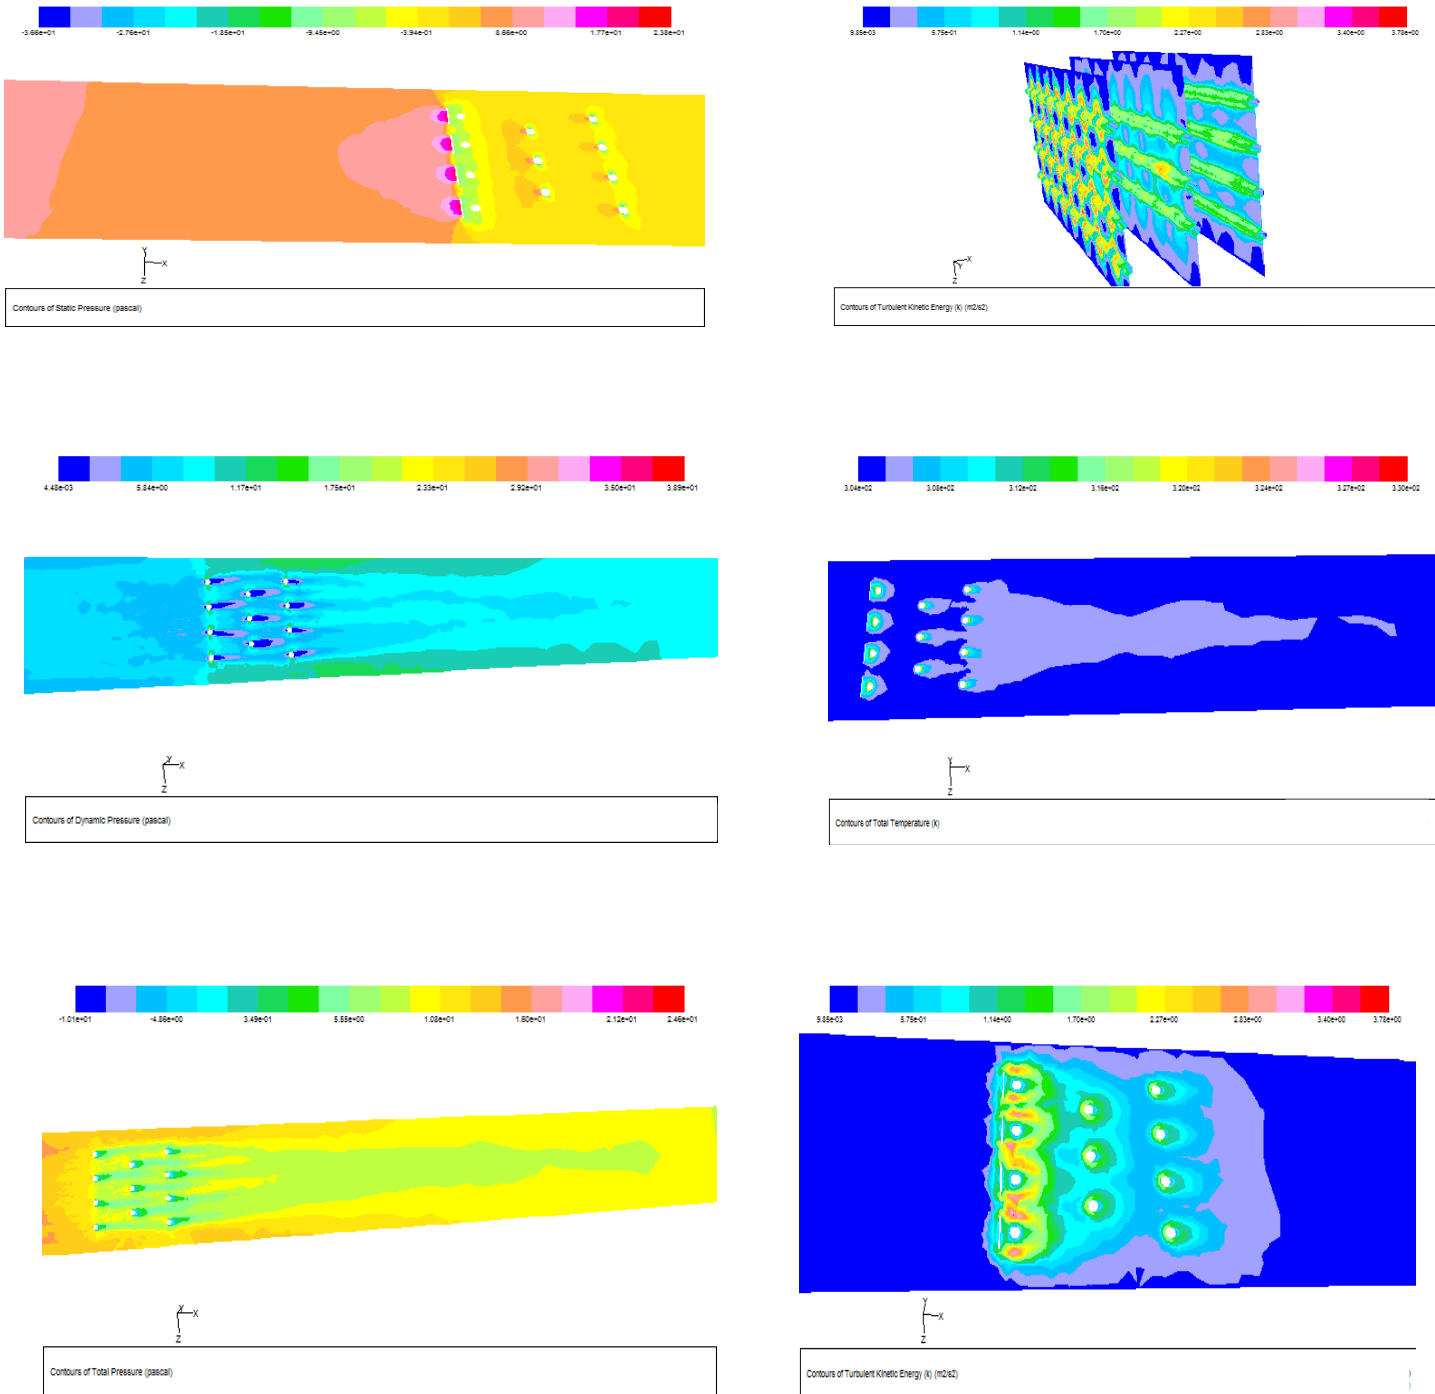 -3.66e+01 -2.76e+01 -1.85e+01 -9.45e+00 -3.94e-01 8.66e+00 1.77e+01 2.38e+01
Y
X
Z
Contours of Static Pressure (pascal)
9.85e-03 5.75e-01 1.14e+00 1.70e+00 2.27e+00 2.83e+00 3.40e+00 3.78e+00
X
Y
Z
Contours of Turbulent Kinetic Energy (k) (m2/s2)
4.48e-03 5.84e+00 1.17e+01 1.75e+01 2.33e+01 2.92e+01 3.50e+01 3.89e+01
Y
X
Z
Contours of Dynamic Pressure (pascal)
3.04e+02 3.08e+02 3.12e+02 3.16e+02 3.20e+02 3.24e+02 3.27e+02 3.30e+02
Y
X
Z
Contours of Total Temperature (k)
-1.01e+01 -4.86e+00 3.49e-01 5.55e+00 1.08e+01 1.60e+01 2.12e+01 2.46e+01
Y
X
Z
Contours of Total Pressure (pascal)
9.85e-03 5.75e-01 1.14e+00 1.70e+00 2.27e+00 2.83e+00 3.40e+00 3.78e+00
Y
X
Z
Contours of Turbulent Kinetic Energy (k) (m2/s2)